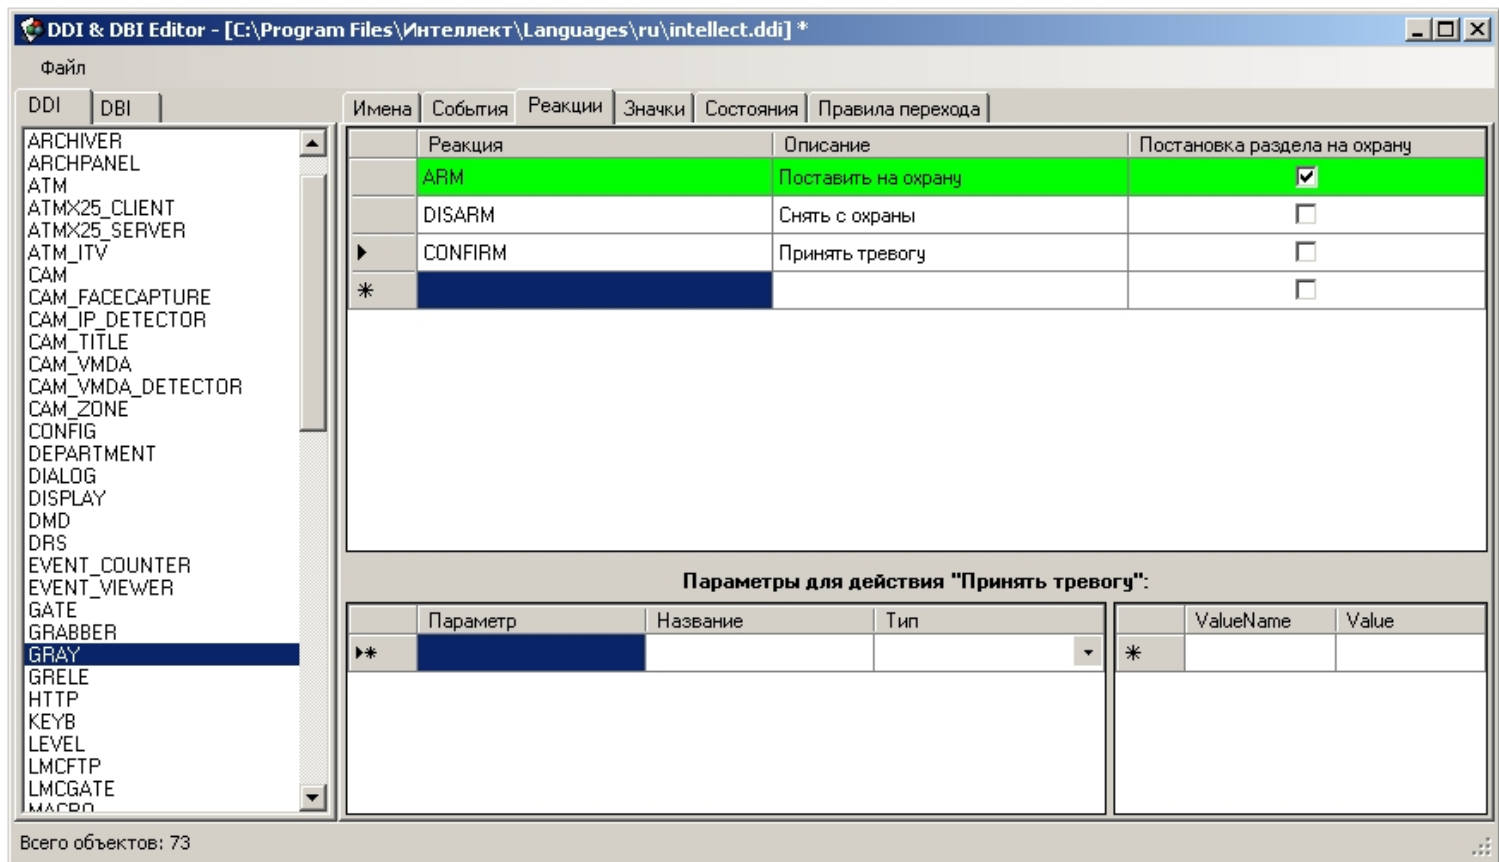 DDI & DBI Editor - [C:\Program Files\Интеллект\Languages\ru\intellect.ddi] *
Файл
DDI DBI
ARCHIVER
ARCHPANEL
ATM
ATMX25_CLIENT
ATMX25_SERVER
ATM_ITV
CAM
CAM_FACECAPTURE
CAM_IP_DETECTOR
CAM_TITLE
CAM_VMDA
CAM_VMDA_DETECTOR
CAM_ZONE
CONFIG
DEPARTMENT
DIALOG
DISPLAY
DMD
DRS
EVENT_COUNTER
EVENT_VIEWER
GATE
GRABBER
GRAY
GRELE
HTTP
KEYB
LEVEL
LMCFTP
LMCGATE
MACRO
Имена События Реакции Значки Состояния Правила перехода
Реакция Описание Постановка раздела на охрану
ARM Поставить на охрану
DISARM Снять с охраны
CONFIRM Принять тревогу
Параметры для действия "Принять тревогу":
Параметр Название Тип ValueName Value
Всего объектов: 73